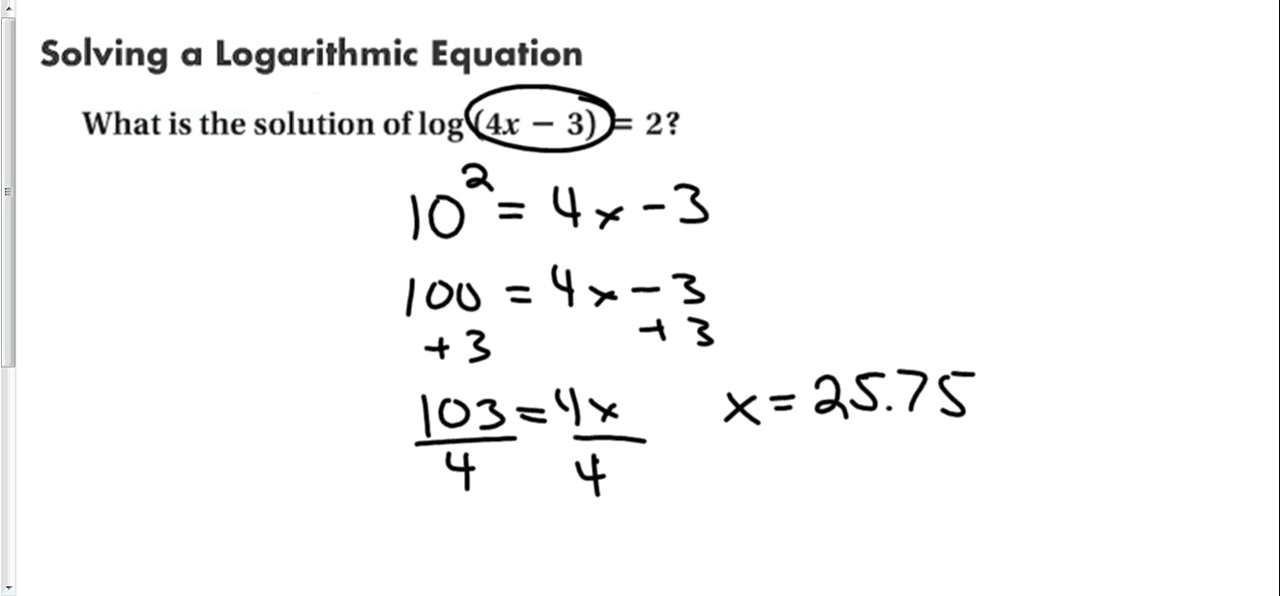 Solving a Logarithmic Equation
What is the solution of log (4x − 3) = 2?
10² = 4x − 3
100 = 4x − 3
+ 3 + 3
103 = 4x x = 25.75
4 4